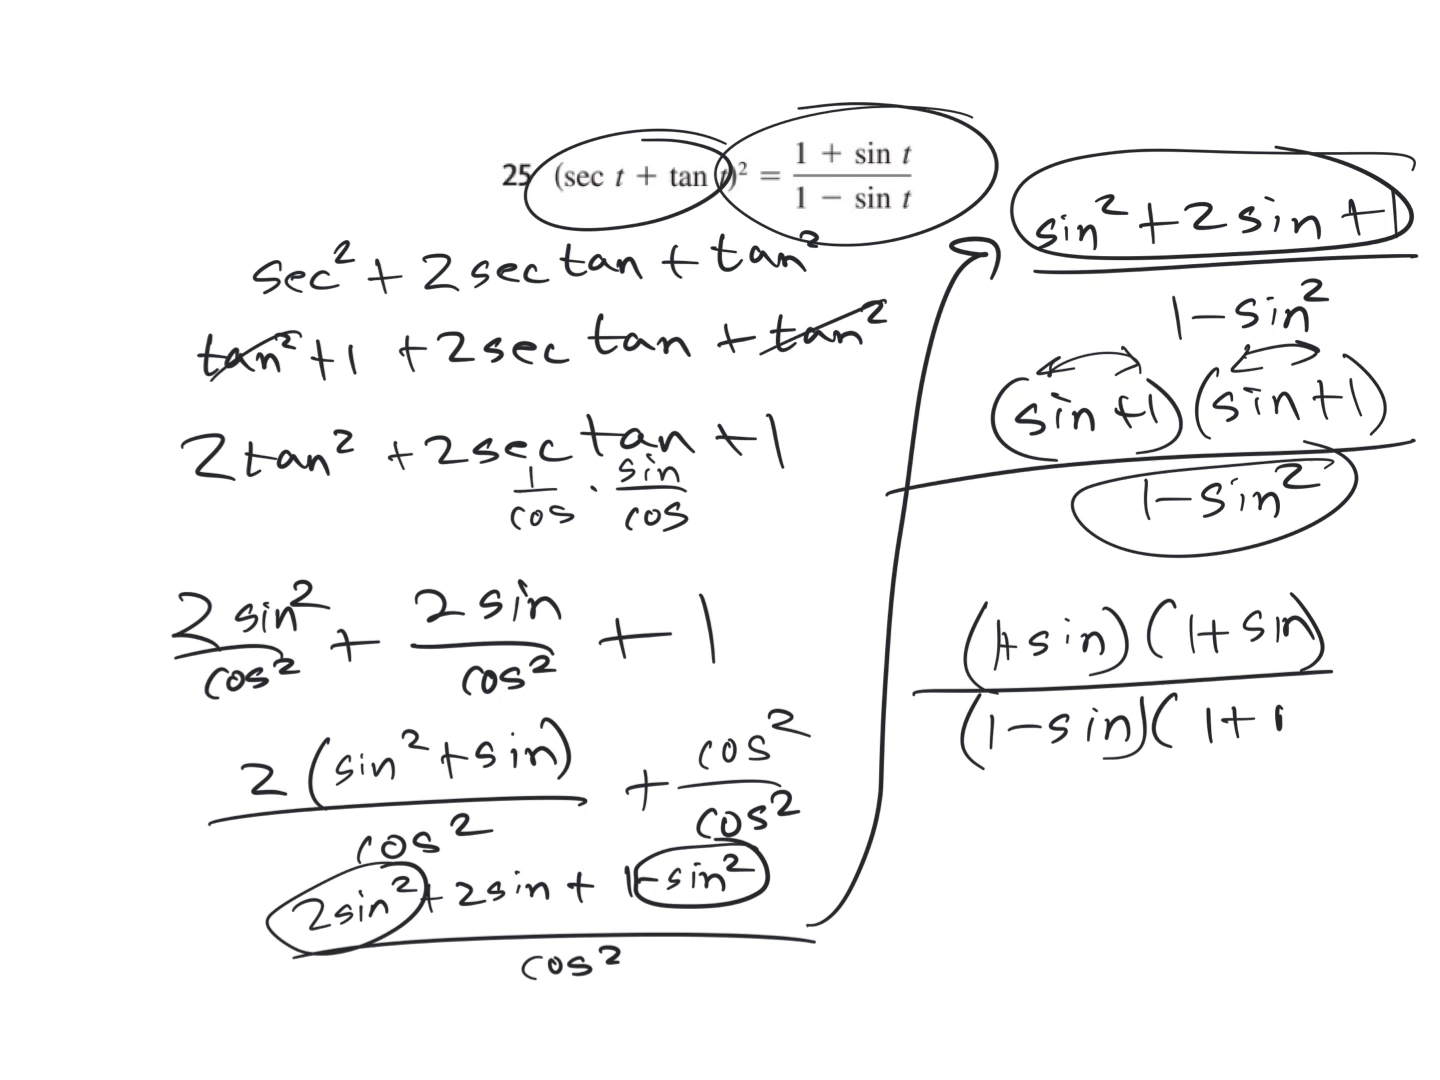 25 (sec t + tan t)² = (1 + sin t)/(1 − sin t)
sec² + 2 sec tan + tan²
tan² + 1 + 2 sec tan + tan²
2 tan² + 2 sec tan + 1
1/cos · sin/cos
2 sin²/cos² + 2 sin/cos² + 1
2 (sin² + sin)/cos² + cos²/cos²
(2sin² + 2sin + 1 - sin²)/cos²
(sin² + 2 sin + 1)/(1 - sin²)
(sin + 1)(sin + 1)/(1 - sin²)
(1 + sin)(1 + sin)/(1 - sin)(1 +